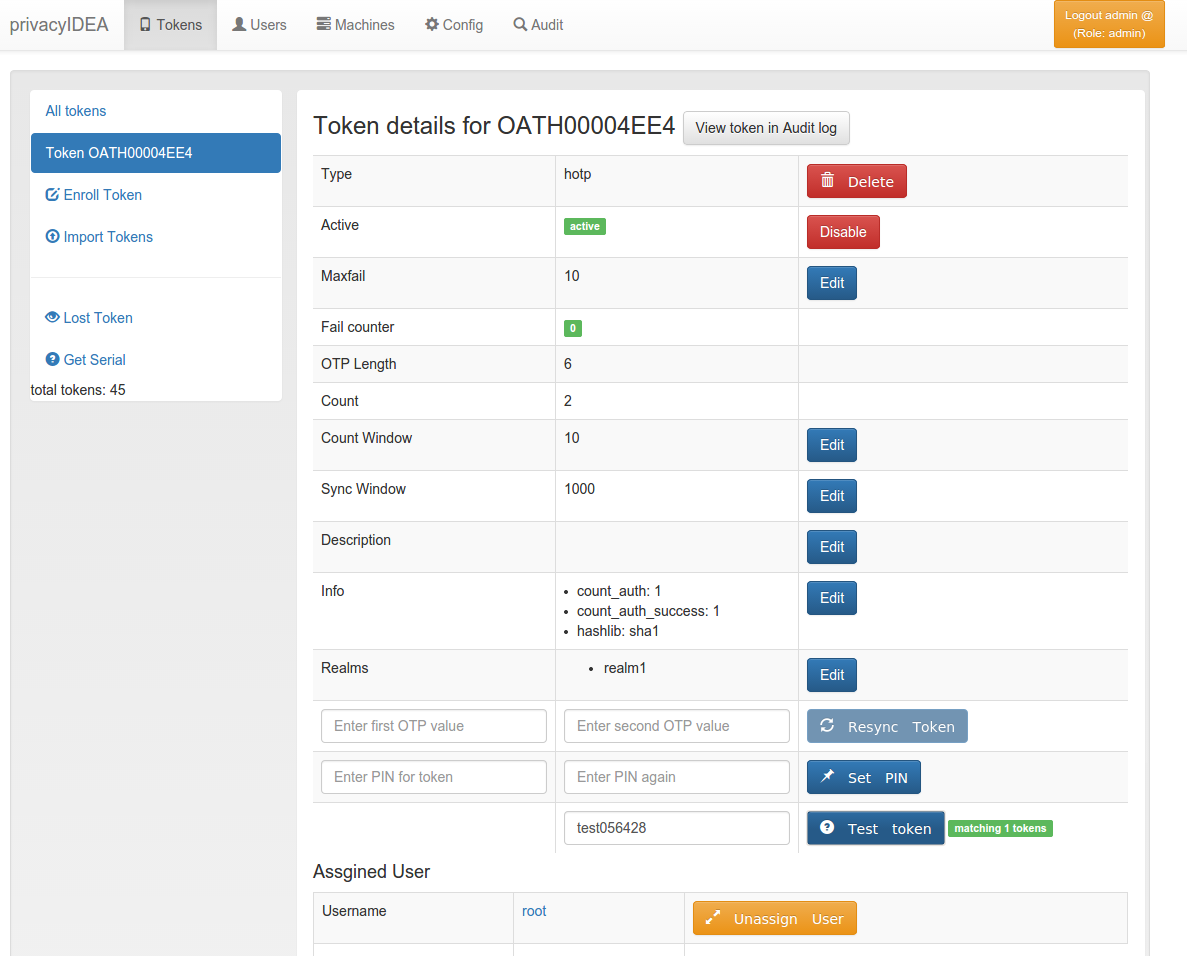 privacyIDEA Tokens Users Machines Config Audit Logout admin @ (Role: admin)
All tokens
Token OATH00004EE4
Enroll Token
Import Tokens
Lost Token
Get Serial
total tokens: 45
Token details for OATH00004EE4 View token in Audit log
Type hotp Delete
Active active Disable
Maxfail 10 Edit
Fail counter 0
OTP Length 6
Count 2
Count Window 10 Edit
Sync Window 1000 Edit
Description Edit
Info count_auth: 1 Edit
count_auth_success: 1
hashlib: sha1
Realms realm1 Edit
Enter first OTP value Enter second OTP value Resync Token
Enter PIN for token Enter PIN again Set PIN
test056428 Test token matching 1 tokens
Assgined User
Username root Unassign User